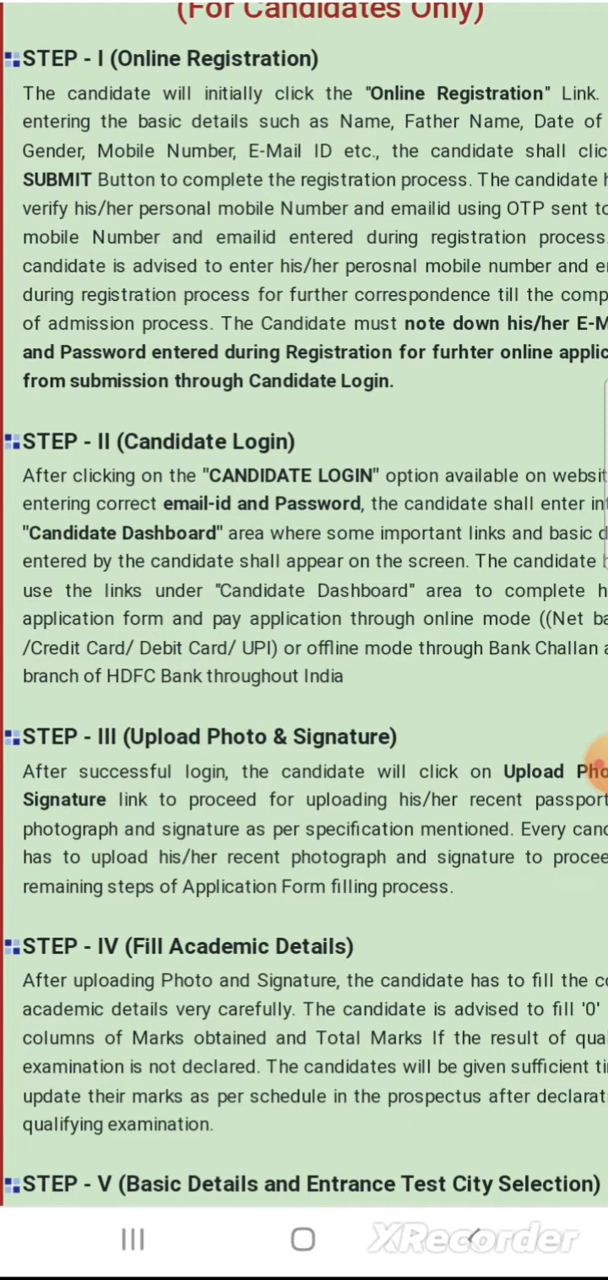 (For Candidates Only)
STEP - I (Online Registration)
The candidate will initially click the "Online Registration" Link.
entering the basic details such as Name, Father Name, Date of
Gender, Mobile Number, E-Mail ID etc., the candidate shall clic
SUBMIT Button to complete the registration process. The candidate h
verify his/her personal mobile Number and emailid using OTP sent to
mobile Number and emailid entered during registration process.
candidate is advised to enter his/her perosnal mobile number and e
during registration process for further correspondence till the comp
of admission process. The Candidate must note down his/her E-M
and Password entered during Registration for furhter online applic
from submission through Candidate Login.
STEP - II (Candidate Login)
After clicking on the "CANDIDATE LOGIN" option available on websit
entering correct email-id and Password, the candidate shall enter int
"Candidate Dashboard" area where some important links and basic d
entered by the candidate shall appear on the screen. The candidate
use the links under "Candidate Dashboard" area to complete h
application form and pay application through online mode ((Net ba
/Credit Card/ Debit Card/ UPI) or offline mode through Bank Challan a
branch of HDFC Bank throughout India
STEP - III (Upload Photo & Signature)
After successful login, the candidate will click on Upload Pho
Signature link to proceed for uploading his/her recent passport
photograph and signature as per specification mentioned. Every cand
has to upload his/her recent photograph and signature to procee
remaining steps of Application Form filling process.
STEP - IV (Fill Academic Details)
After uploading Photo and Signature, the candidate has to fill the co
academic details very carefully. The candidate is advised to fill '0'
columns of Marks obtained and Total Marks If the result of qua
examination is not declared. The candidates will be given sufficient ti
update their marks as per schedule in the prospectus after declarat
qualifying examination.
STEP - V (Basic Details and Entrance Test City Selection)
XRecorder